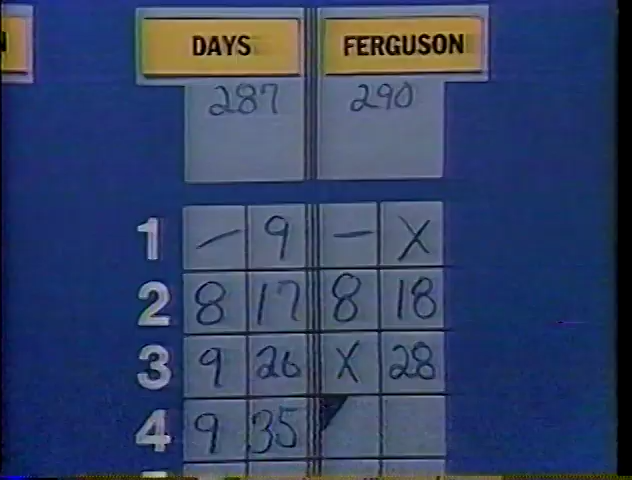 N
DAYS FERGUSON
287 290
1 – 9 – X
2 8 17 8 18
3 9 26 X 28
4 9 35